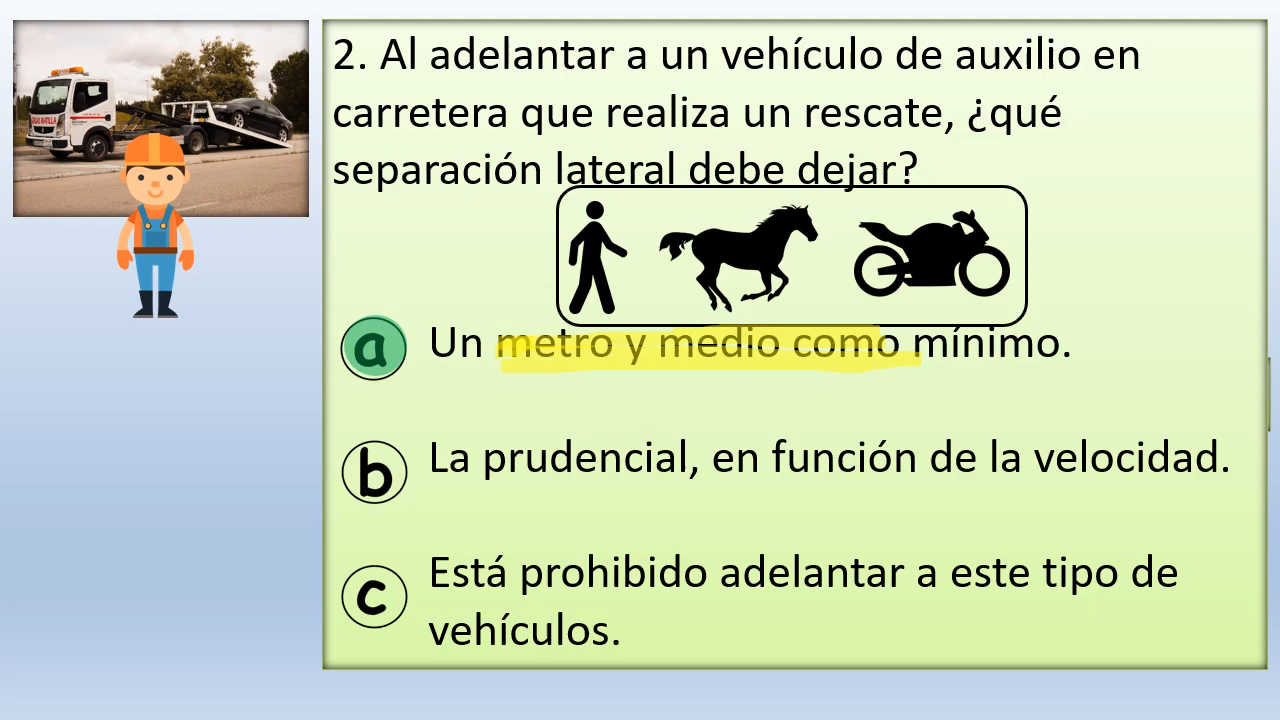 2. Al adelantar a un vehículo de auxilio en
carretera que realiza un rescate, ¿qué
separación lateral debe dejar?
a Un metro y medio como mínimo.
b La prudencial, en función de la velocidad.
c Está prohibido adelantar a este tipo de
vehículos.